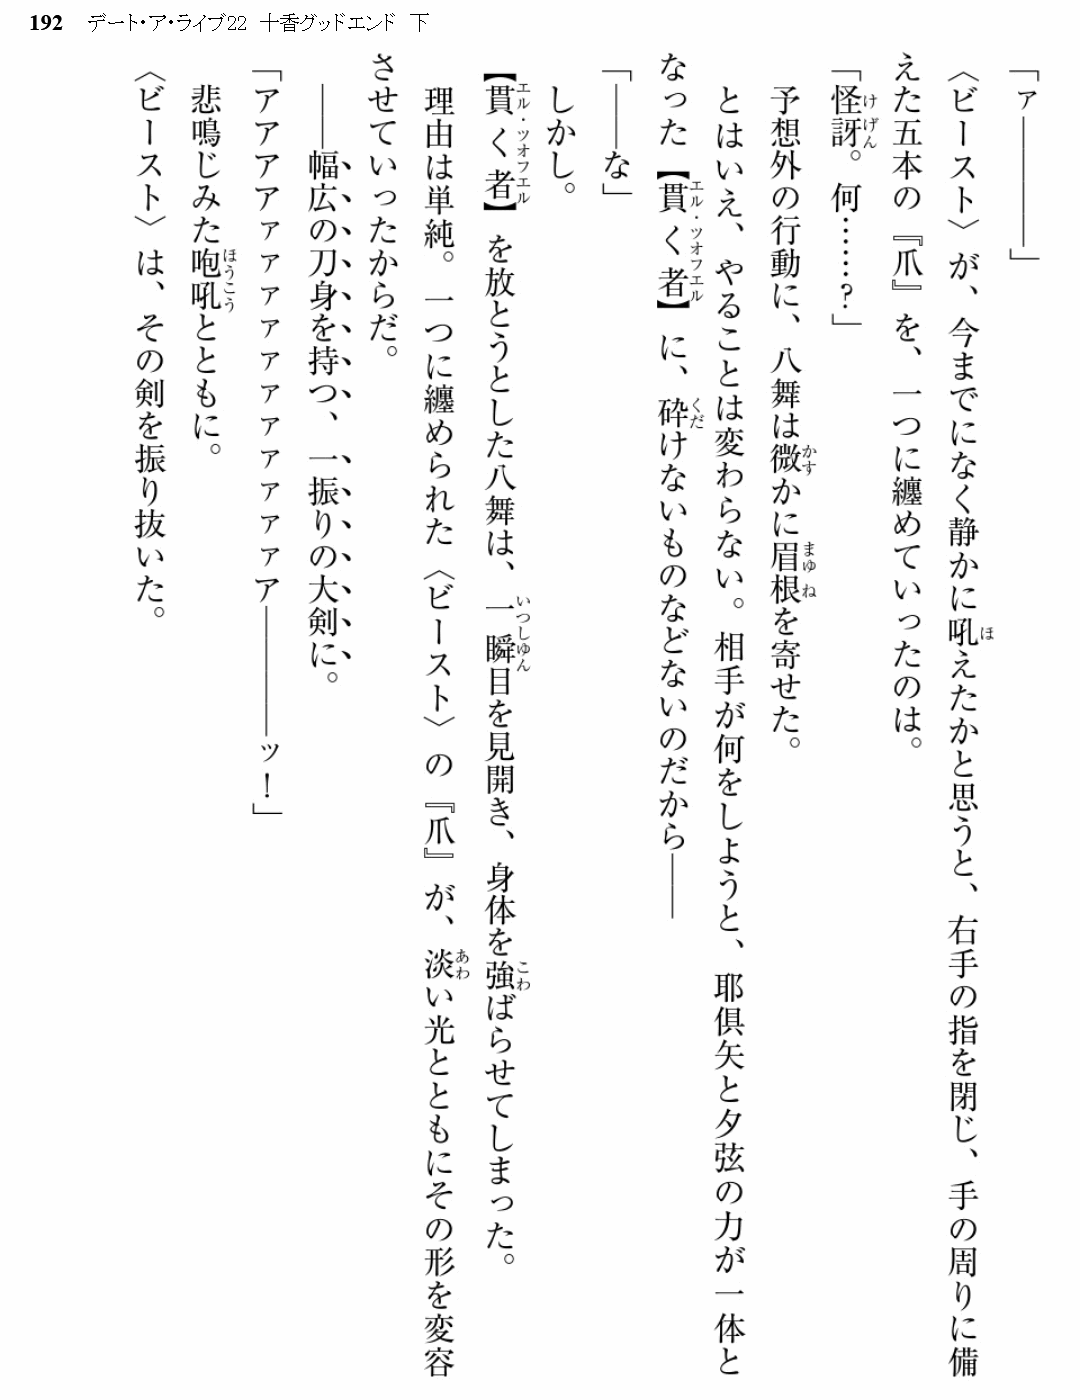 192 デート・ア・ライブ22 十香グッドエンド 下
「ァ――――」
〈ビースト〉が、今までになく静かに吼えたかと思うと、右手の指を閉じ、手の周りに備
えた五本の『爪』を、一つに纏めていったのは。
「怪訝。何……?」
予想外の行動に、八舞は微かに眉根を寄せた。
とはいえ、やることは変わらない。相手が何をしようと、耶倶矢と夕弦の力が一体と
なった【貫く者】に、砕けないものなどないのだから――
「――な」
しかし。
【貫く者】を放とうとした八舞は、一瞬目を見開き、身体を強ばらせてしまった。
理由は単純。一つに纏められた〈ビースト〉の『爪』が、淡い光とともにその形を変容
させていったからだ。
――幅広の刀身を持つ、一振りの大剣に。
「アアアアァァァァァァァァァァァア――――ッ!」
悲鳴じみた咆吼とともに。
〈ビースト〉は、その剣を振り抜いた。